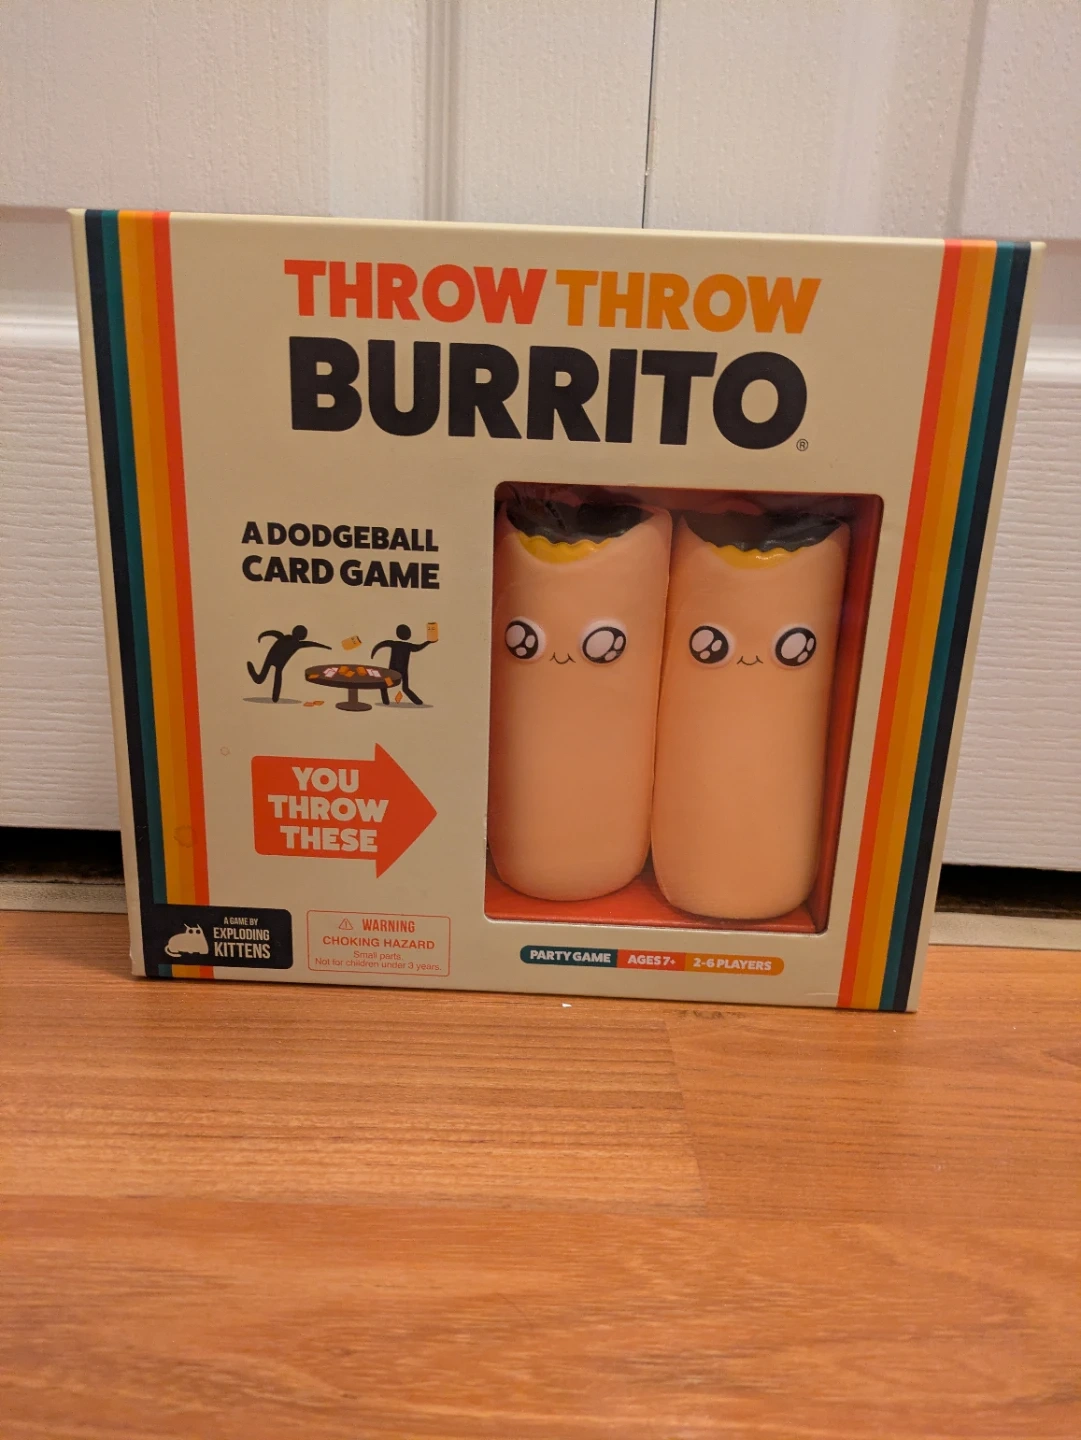 THROW THROW
BURRITO®
A DODGEBALL
CARD GAME
YOU
THROW
THESE
A GAME BY
EXPLODING
KITTENS
⚠ WARNING
CHOKING HAZARD
Small parts.
Not for children under 3 years.
PARTY GAME AGES 7+ 2-6 PLAYERS